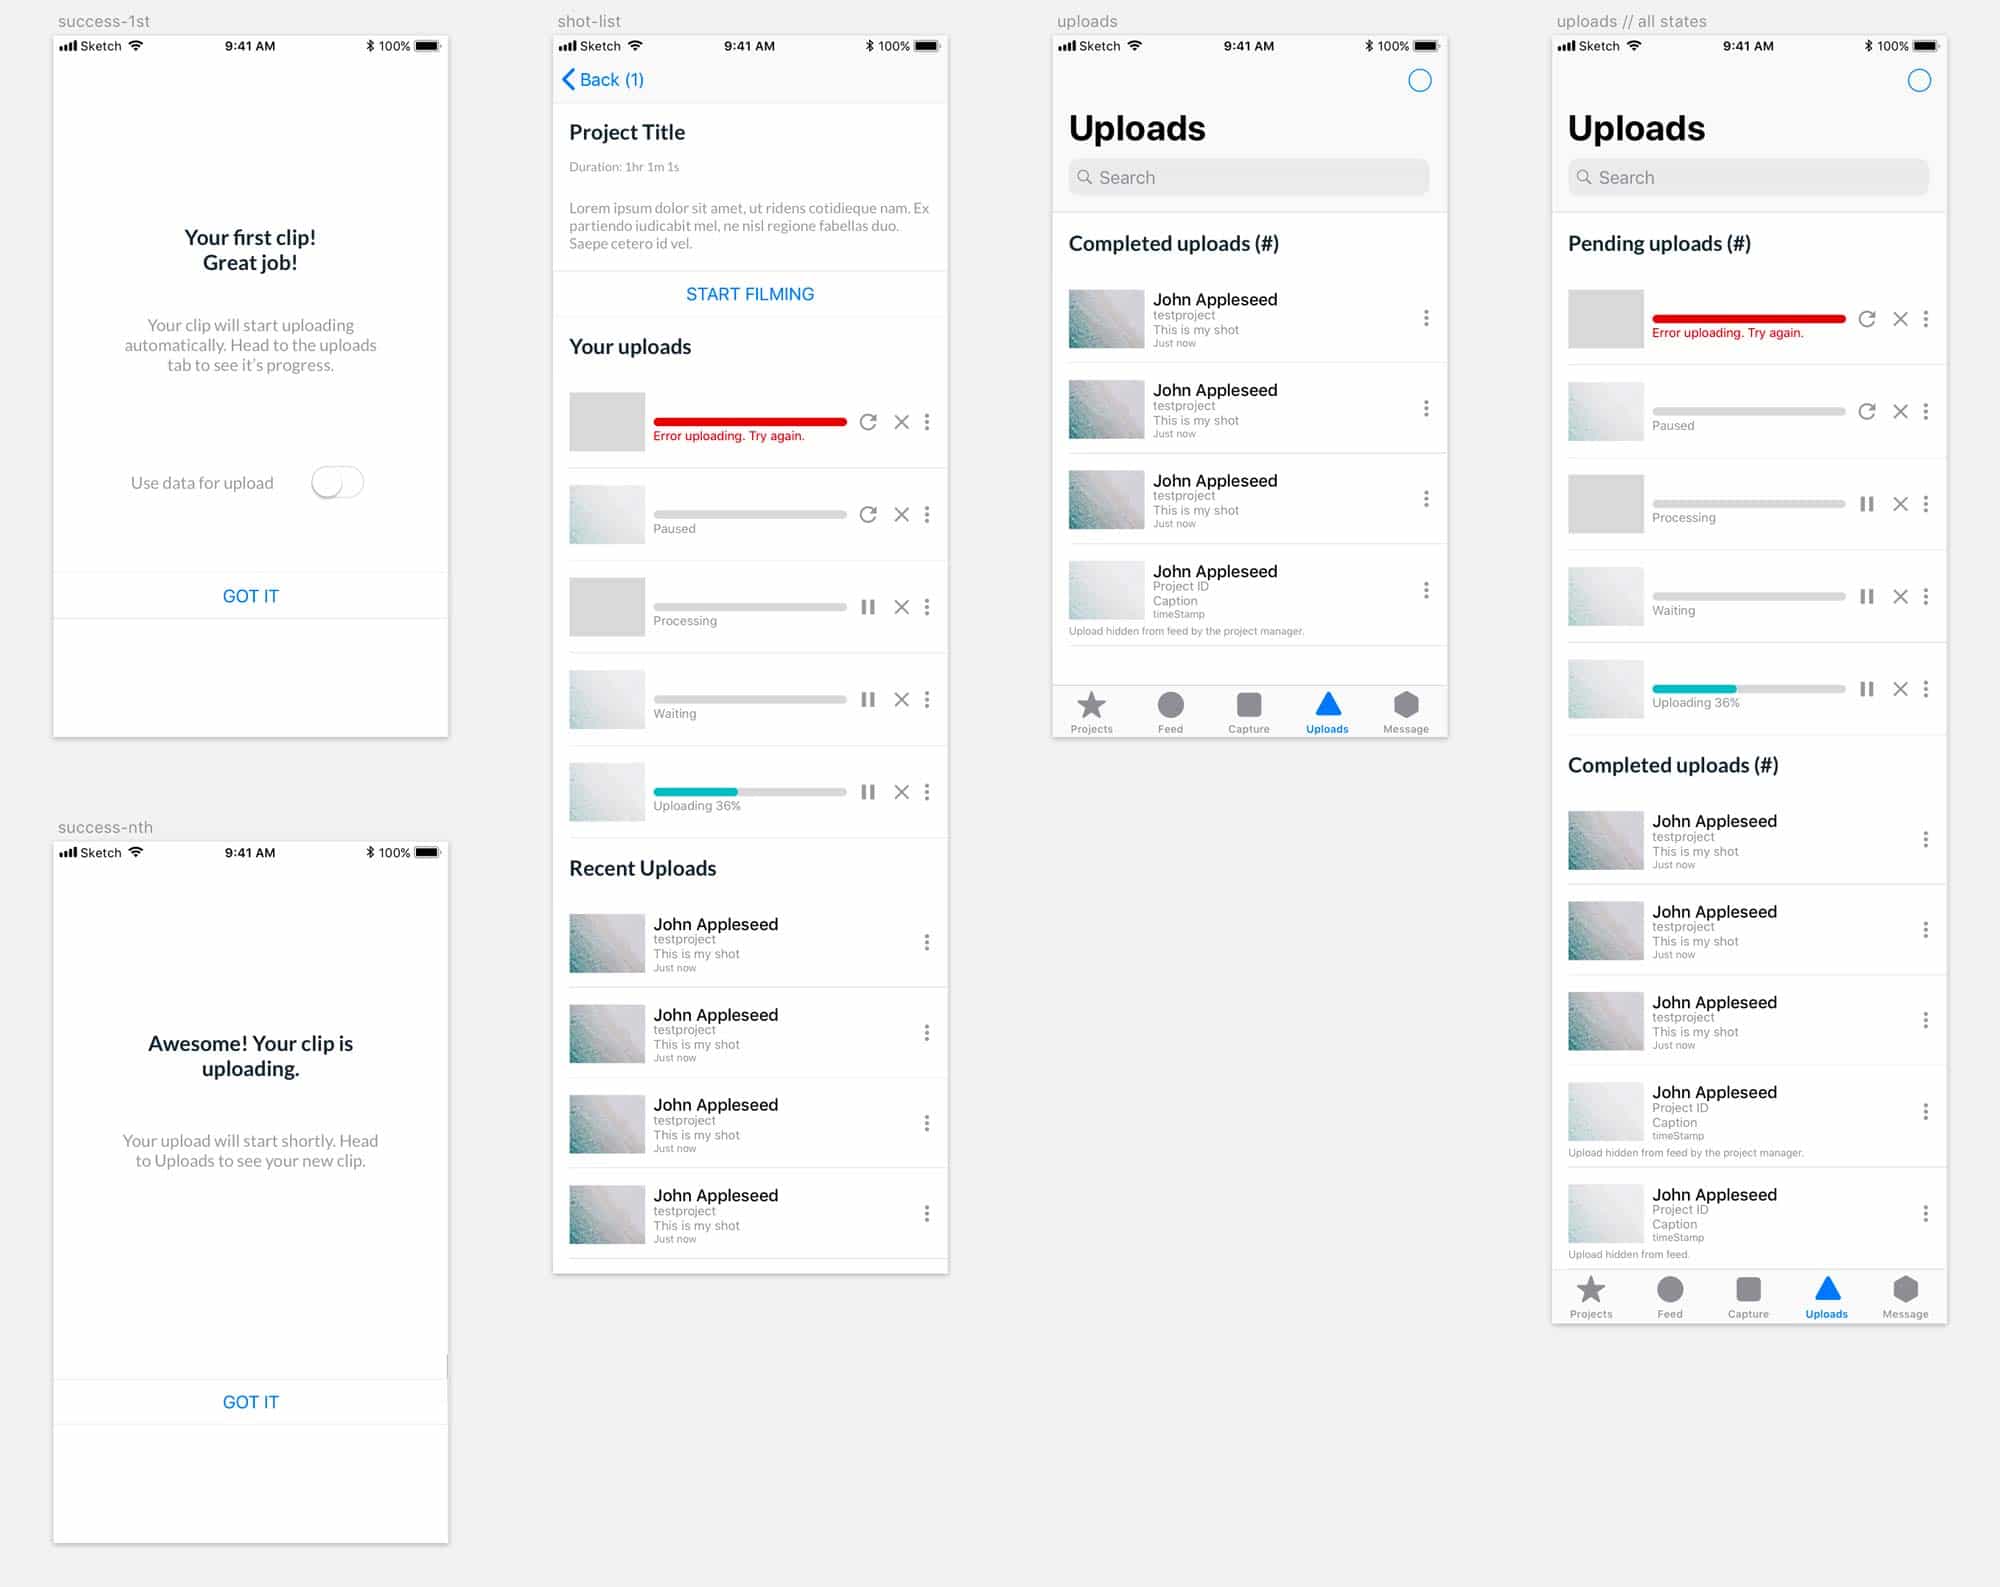 success-1st
Sketch 9:41 AM 100%
Your first clip!
Great job!
Your clip will start uploading
automatically. Head to the uploads
tab to see it's progress.
Use data for upload
GOT IT
success-nth
Sketch 9:41 AM 100%
Awesome! Your clip is
uploading.
Your upload will start shortly. Head
to Uploads to see your new clip.
GOT IT
shot-list
Sketch 9:41 AM 100%
Back (1)
Project Title
Duration: 1hr 1m 1s
Lorem ipsum dolor sit amet, ut ridens cotidieque nam. Ex
partiendo iudicabit mel, ne nisl regione fabellas duo.
Saepe cetero id vel.
START FILMING
Your uploads
Error uploading. Try again.
Paused
Processing
Waiting
Uploading 36%
Recent Uploads
John Appleseed
testproject
This is my shot
Just now
John Appleseed
testproject
This is my shot
Just now
John Appleseed
testproject
This is my shot
Just now
John Appleseed
testproject
This is my shot
Just now
uploads
Sketch 9:41 AM 100%
Uploads
Search
Completed uploads (#)
John Appleseed
testproject
This is my shot
Just now
John Appleseed
testproject
This is my shot
Just now
John Appleseed
testproject
This is my shot
Just now
John Appleseed
Project ID
Caption
timeStamp
Upload hidden from feed by the project manager.
Projects Feed Capture Uploads Message
uploads // all states
Sketch 9:41 AM 100%
Uploads
Search
Pending uploads (#)
Error uploading. Try again.
Paused
Processing
Waiting
Uploading 36%
Completed uploads (#)
John Appleseed
testproject
This is my shot
Just now
John Appleseed
testproject
This is my shot
Just now
John Appleseed
testproject
This is my shot
Just now
John Appleseed
Project ID
Caption
timeStamp
Upload hidden from feed by the project manager.
John Appleseed
Project ID
Caption
timeStamp
Upload hidden from feed.
Projects Feed Capture Uploads Message